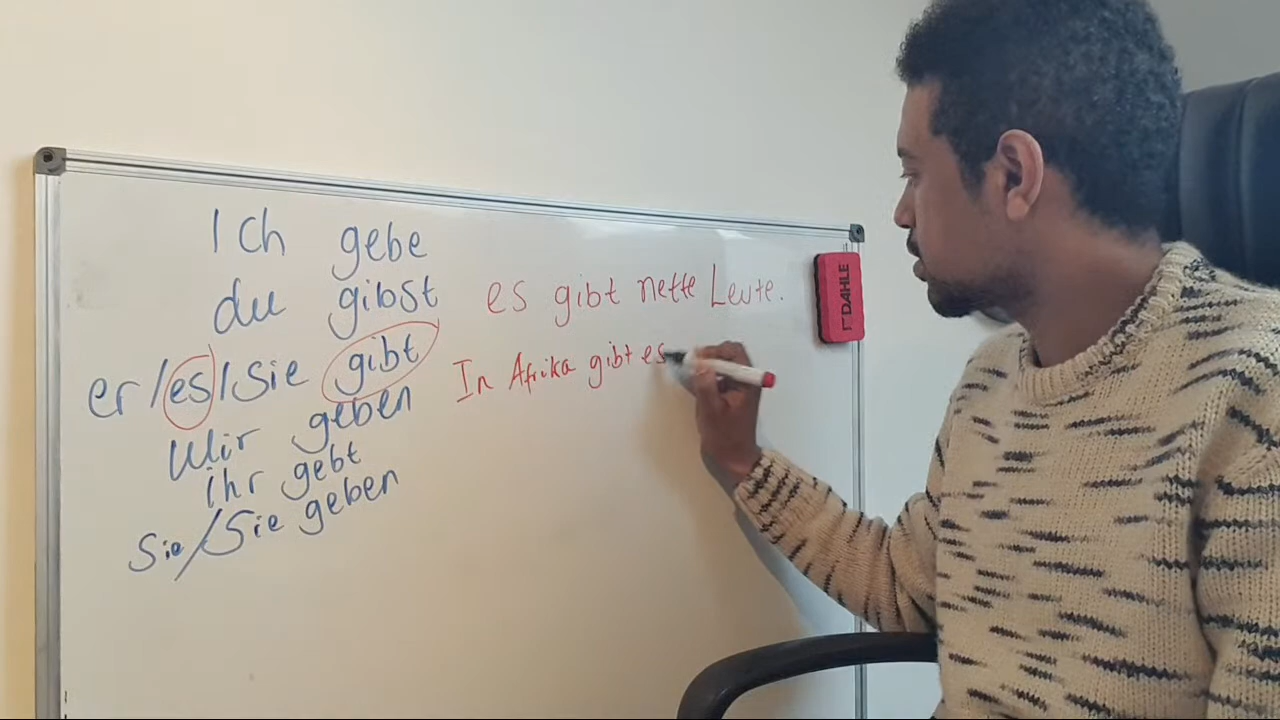 Ich gebe
du gibst
er/es/sie gibt
Wir geben
ihr gebt
Sie/Sie geben
es gibt nette Leute.
In Afrika gibt es
DAHLE